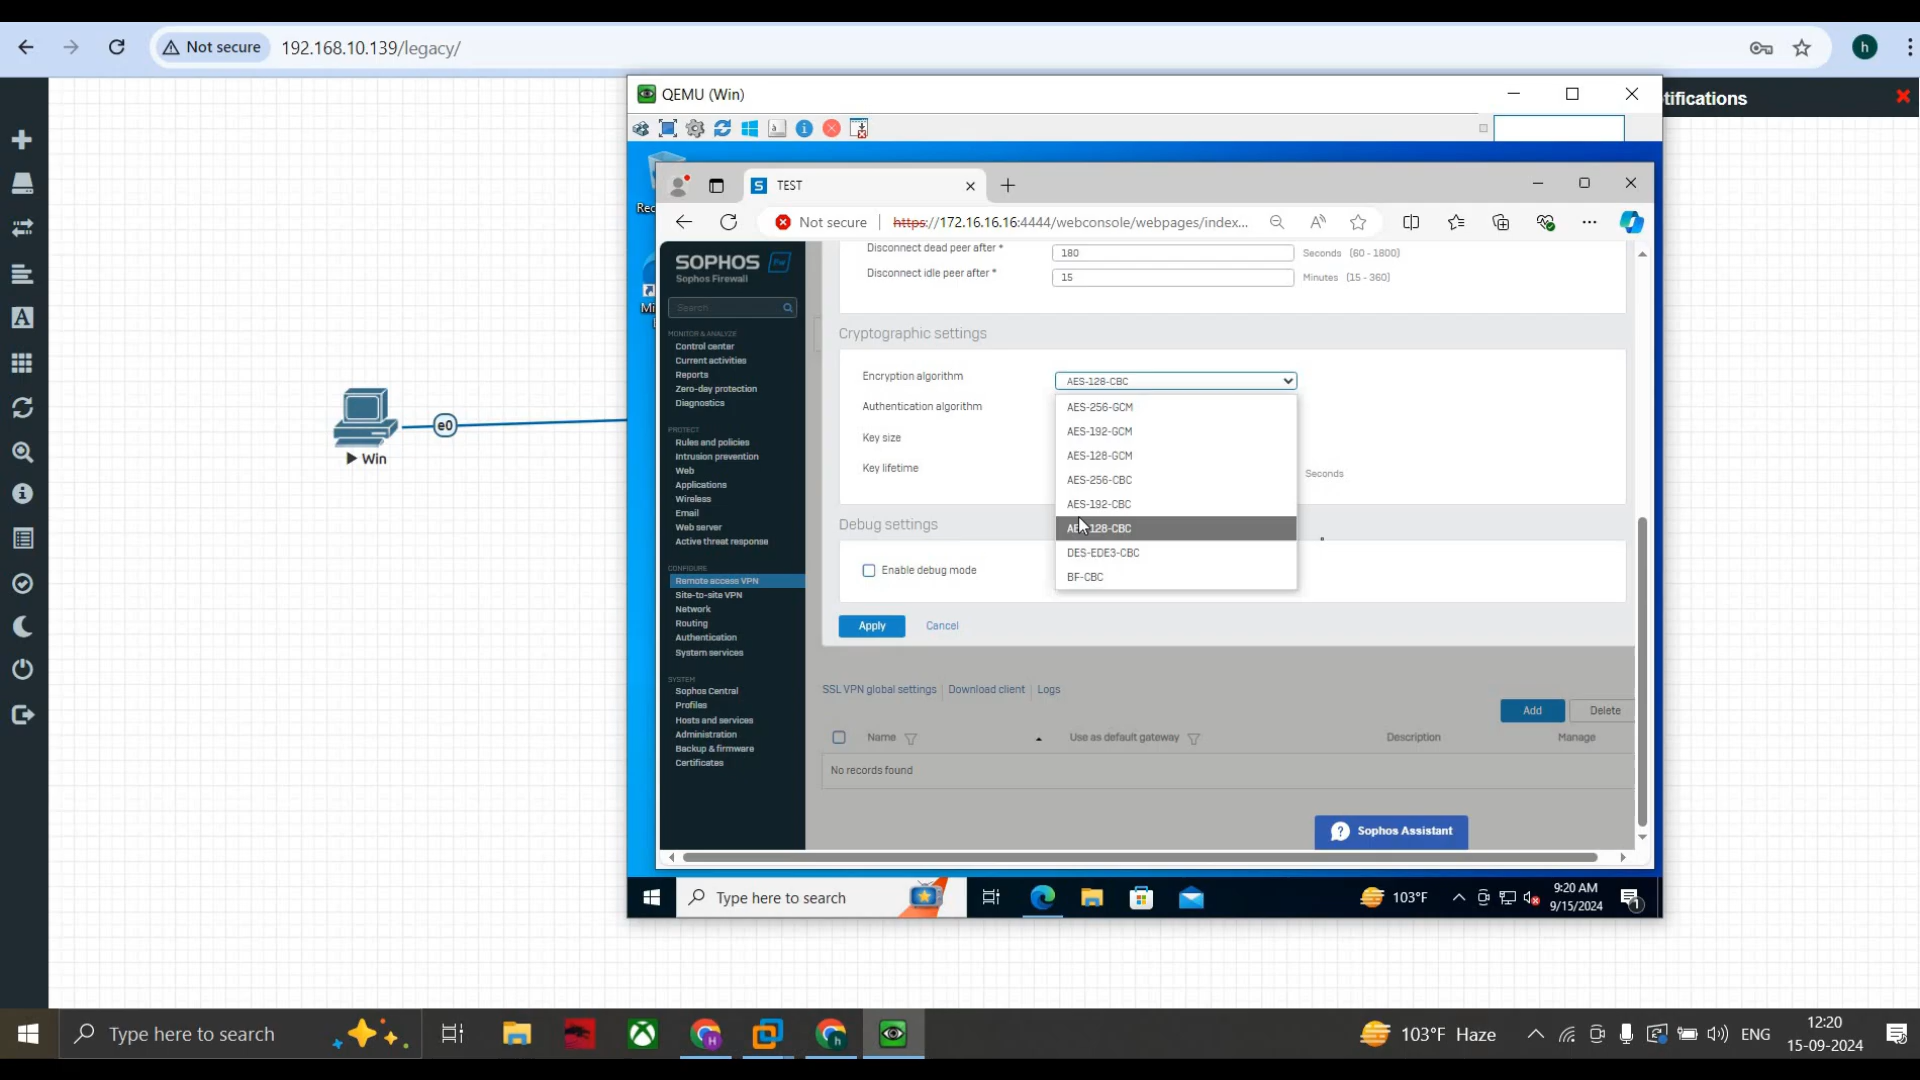 Not secure 192.168.10.139/legacy/
h
QEMU (Win)
tifications
TEST
Not secure https://172.16.16.16:4444/webconsole/webpages/index...
Rec
Mi
SOPHOS
Sophos Firewall
Search
MONITOR & ANALYZE
Control center
Current activities
Reports
Zero-day protection
Diagnostics
PROTECT
Rules and policies
Intrusion prevention
Web
Applications
Wireless
Email
Web server
Active threat response
CONFIGURE
Remote access VPN
Site-to-site VPN
Network
Routing
Authentication
System services
SYSTEM
Sophos Central
Profiles
Hosts and services
Administration
Backup & firmware
Certificates
Disconnect dead peer after * 180 Seconds (60 - 1800)
Disconnect idle peer after * 15 Minutes (15 - 360)
Cryptographic settings
Encryption algorithm AES-128-CBC
Authentication algorithm
Key size
Key lifetime Seconds
AES-256-GCM
AES-192-GCM
AES-128-GCM
AES-256-CBC
AES-192-CBC
AES-128-CBC
DES-EDE3-CBC
BF-CBC
Debug settings
Enable debug mode
Apply Cancel
SSL VPN global settings Download client Logs
Add Delete
Name Use as default gateway Description Manage
No records found
? Sophos Assistant
e0
Win
Type here to search 103°F 9:20 AM
9/15/2024 1
Type here to search 103°F Haze ENG 12:20
15-09-2024